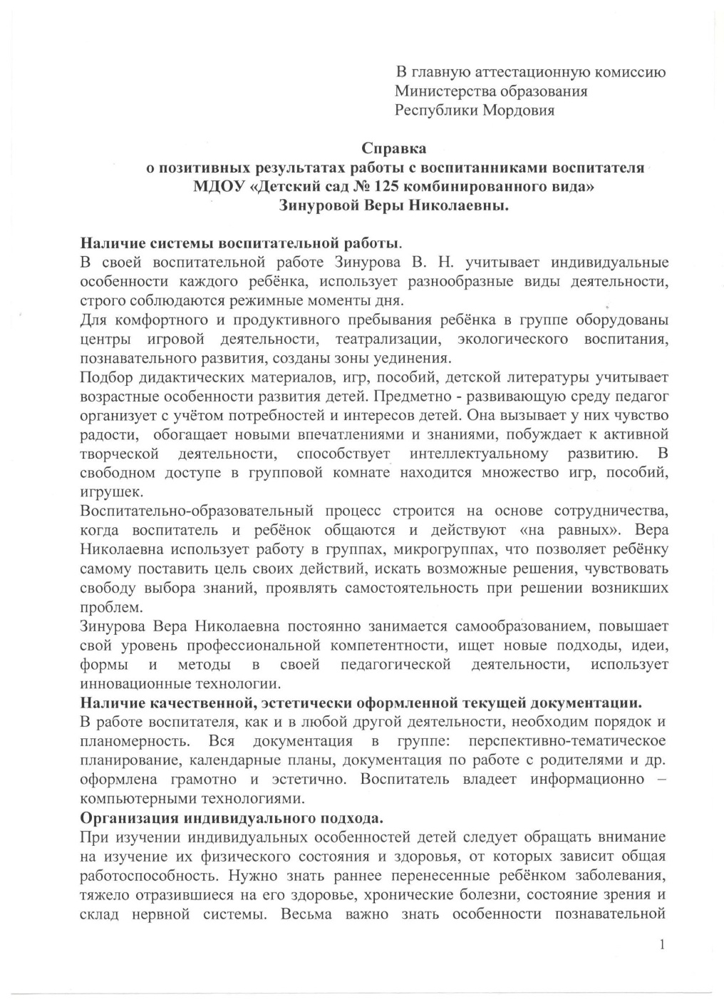 В главную аттестационную комиссию
Министерства образования
Республики Мордовия
Справка
о позитивных результатах работы с воспитанниками воспитателя
МДОУ «Детский сад № 125 комбинированного вида»
Зинуровой Веры Николаевны.
Наличие системы воспитательной работы.
В своей воспитательной работе Зинурова В. Н. учитывает индивидуальные
особенности каждого ребёнка, использует разнообразные виды деятельности,
строго соблюдаются режимные моменты дня.
Для комфортного и продуктивного пребывания ребёнка в группе оборудованы
центры игровой деятельности, театрализации, экологического воспитания,
познавательного развития, созданы зоны уединения.
Подбор дидактических материалов, игр, пособий, детской литературы учитывает
возрастные особенности развития детей. Предметно - развивающую среду педагог
организует с учётом потребностей и интересов детей. Она вызывает у них чувство
радости, обогащает новыми впечатлениями и знаниями, побуждает к активной
творческой деятельности, способствует интеллектуальному развитию. В
свободном доступе в групповой комнате находится множество игр, пособий,
игрушек.
Воспитательно-образовательный процесс строится на основе сотрудничества,
когда воспитатель и ребёнок общаются и действуют «на равных». Вера
Николаевна использует работу в группах, микрогруппах, что позволяет ребёнку
самому поставить цель своих действий, искать возможные решения, чувствовать
свободу выбора знаний, проявлять самостоятельность при решении возникших
проблем.
Зинурова Вера Николаевна постоянно занимается самообразованием, повышает
свой уровень профессиональной компетентности, ищет новые подходы, идеи,
формы и методы в своей педагогической деятельности, использует
инновационные технологии.
Наличие качественной, эстетически оформленной текущей документации.
В работе воспитателя, как и в любой другой деятельности, необходим порядок и
планомерность. Вся документация в группе: перспективно-тематическое
планирование, календарные планы, документация по работе с родителями и др.
оформлена грамотно и эстетично. Воспитатель владеет информационно –
компьютерными технологиями.
Организация индивидуального подхода.
При изучении индивидуальных особенностей детей следует обращать внимание
на изучение их физического состояния и здоровья, от которых зависит общая
работоспособность. Нужно знать раннее перенесенные ребёнком заболевания,
тяжело отразившиеся на его здоровье, хронические болезни, состояние зрения и
склад нервной системы. Весьма важно знать особенности познавательной
1